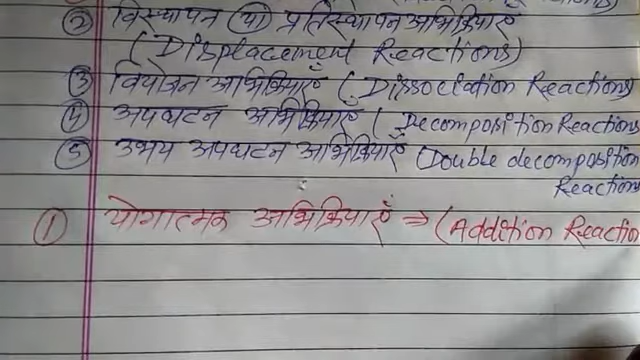 ② विस्थापन (या) प्रतिस्थापन अभिक्रियाएँ
(Displacement Reactions)
③ वियोजन अभिक्रियाएँ (Dissociation Reactions)
④ अपघटन अभिक्रियाएँ (Decomposition Reactions
⑤ उभय अपघटन अभिक्रियाएँ (Double decomposition
Reactions
① योगात्मक अभिक्रियाएँ ⇒ (Addition Reaction